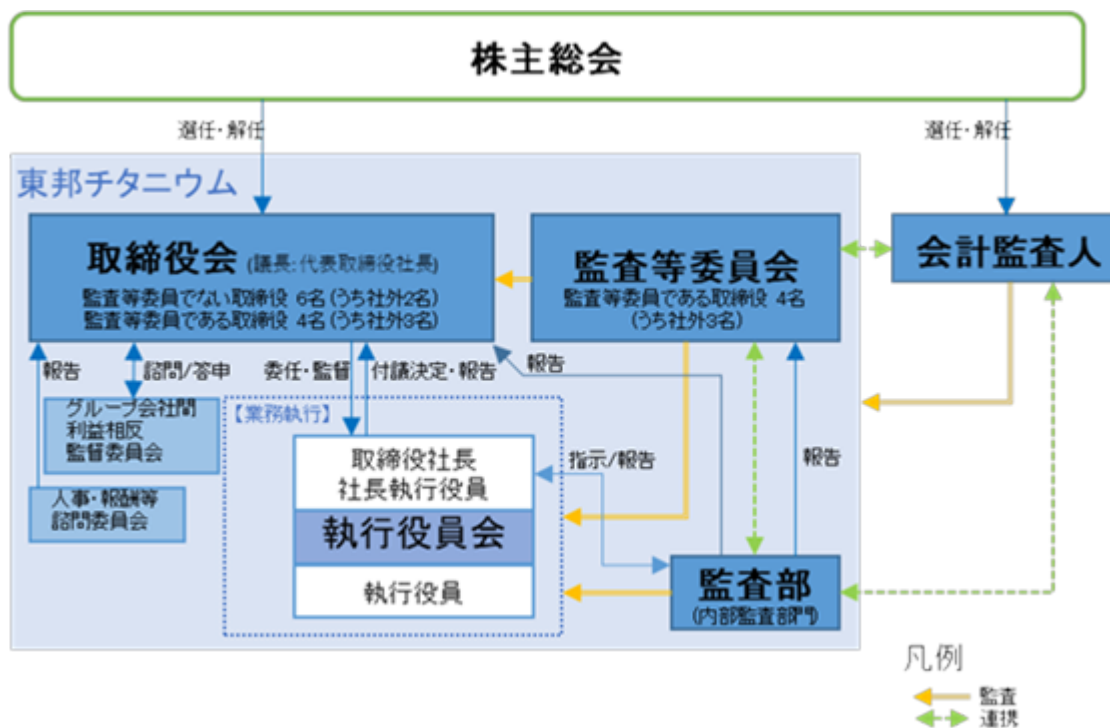 株主総会
選任・解任
選任・解任
東邦チタニウム
取締役会 (議長:代表取締役社長)
監査等委員でない取締役 6名(うち社外2名)
監査等委員である取締役 4名(うち社外3名)
監査等委員会
監査等委員である取締役 4名
(うち社外3名)
会計監査人
報告
諮問/答申
委任・監督
付議決定・報告
報告
グループ会社間
利益相反
監督委員会
人事・報酬等
諮問委員会
【業務執行】
取締役社長
社長執行役員
執行役員会
執行役員
指示/報告
報告
監査部
(内部監査部門)
凡例
監査
連携